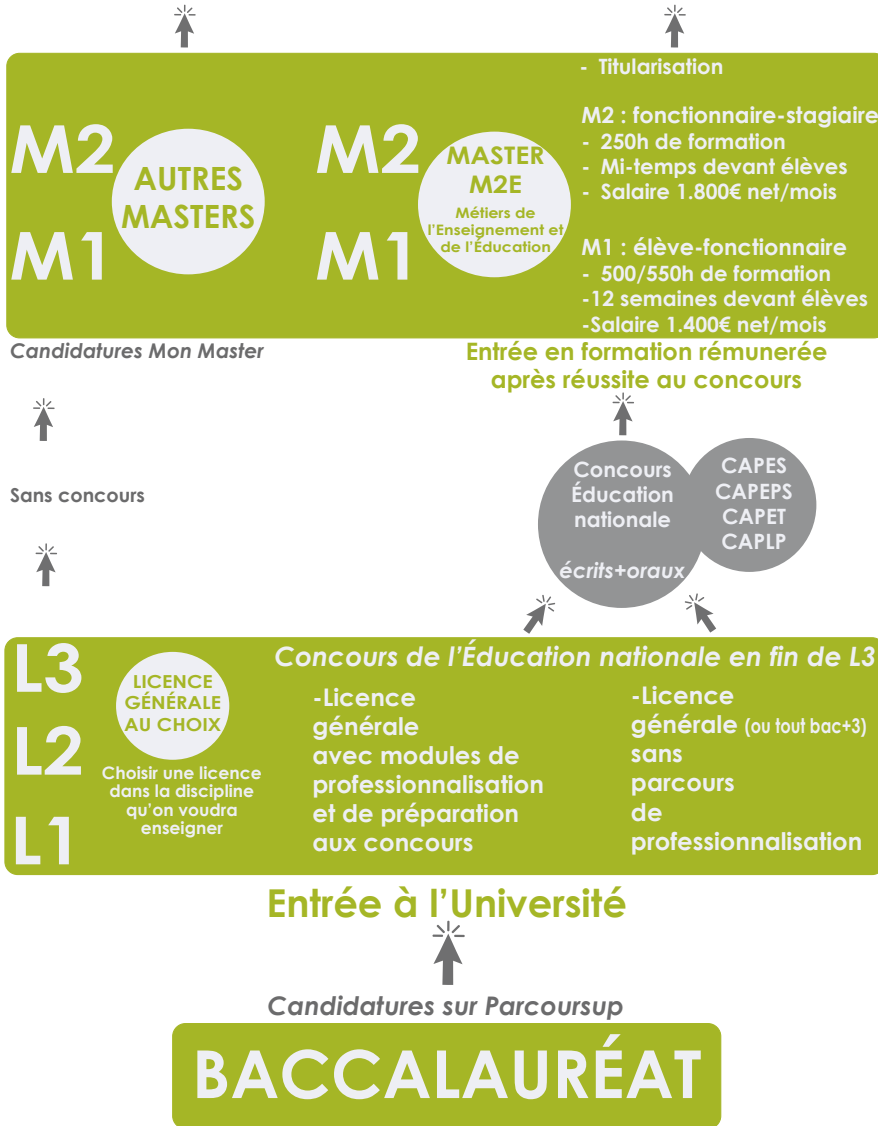 - Titularisation
M2
M1
AUTRES
MASTERS
M2
M1
MASTER
M2E
Métiers de
l'Enseignement et
de l'Éducation
M2 : fonctionnaire-stagiaire
- 250h de formation
- Mi-temps devant élèves
- Salaire 1.800€ net/mois
M1 : élève-fonctionnaire
- 500/550h de formation
-12 semaines devant élèves
-Salaire 1.400€ net/mois
Candidatures Mon Master
Entrée en formation rémunerée
après réussite au concours
Sans concours
Concours
Éducation
nationale
écrits+oraux
CAPES
CAPEPS
CAPET
CAPLP
L3
L2
L1
LICENCE
GÉNÉRALE
AU CHOIX
Choisir une licence
dans la discipline
qu'on voudra
enseigner
Concours de l'Éducation nationale en fin de L3
-Licence
générale
avec modules de
professionnalisation
et de préparation
aux concours
-Licence
générale (ou tout bac+3)
sans
parcours
de
professionnalisation
Entrée à l'Université
Candidatures sur Parcoursup
BACCALAURÉAT